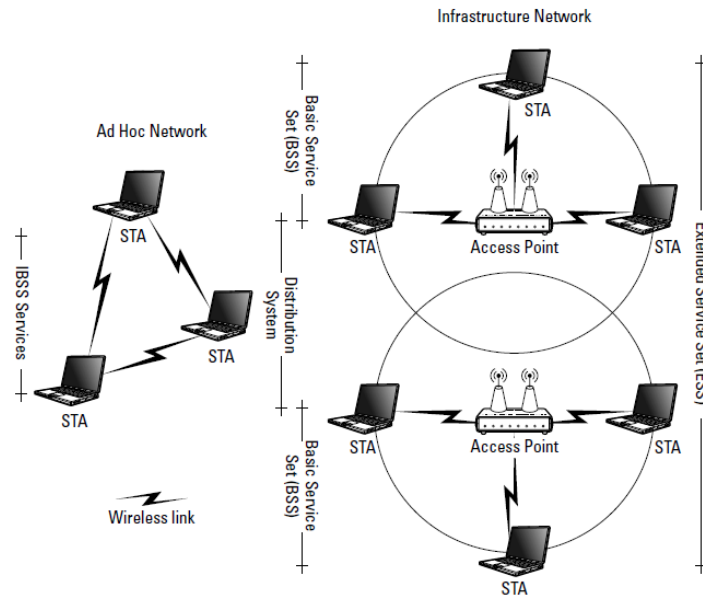 Infrastructure Network
Ad Hoc Network
STA
STA
STA
IBSS Services
Wireless link
Basic Service
Set (BSS)
Distribution
System
Basic Service
Set (BSS)
STA
STA
Access Point
STA
STA
Access Point
STA
STA
Extended Service Set (ESS)